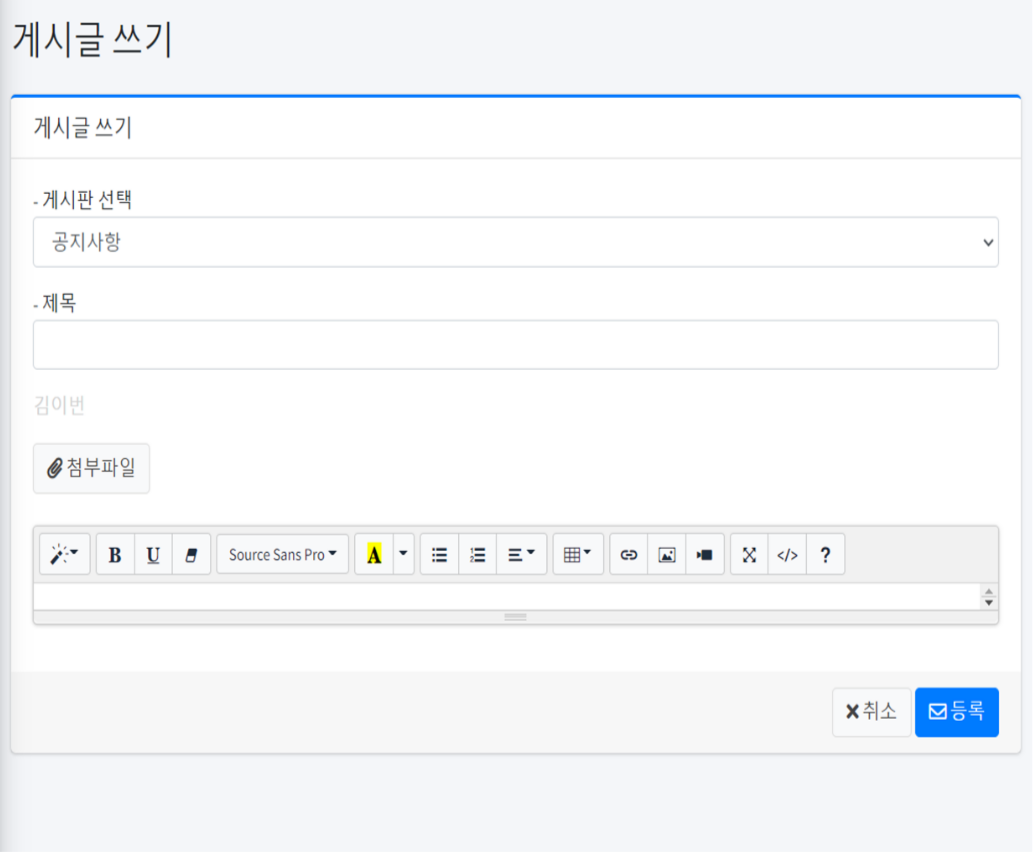 게시글 쓰기
게시글 쓰기
- 게시판 선택
공지사항
- 제목
김이번
첨부파일
B U Source Sans Pro A </> ?
취소 등록